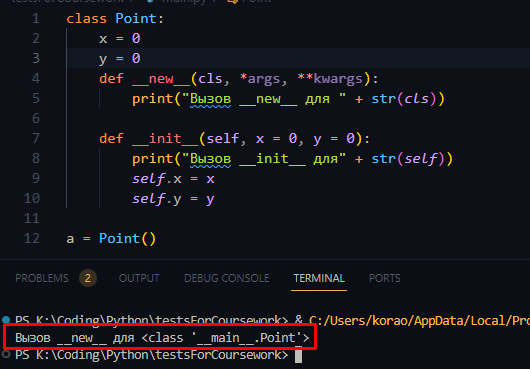 class Point:
x = 0
y = 0
def __new__(cls, *args, **kwargs):
print("Вызов __new__ для " + str(cls))
def __init__(self, x = 0, y = 0):
print("Вызов __init__ для" + str(self))
self.x = x
self.y = y
a = Point()
1
2
3
4
5
6
7
8
9
10
11
12
PROBLEMS 2 OUTPUT DEBUG CONSOLE TERMINAL PORTS
PS K:\Coding\Python\testsForCoursework> & C:/Users/korao/AppData/Local/Pro
Вызов __new__ для <class '__main__.Point'>
PS K:\Coding\Python\testsForCoursework>